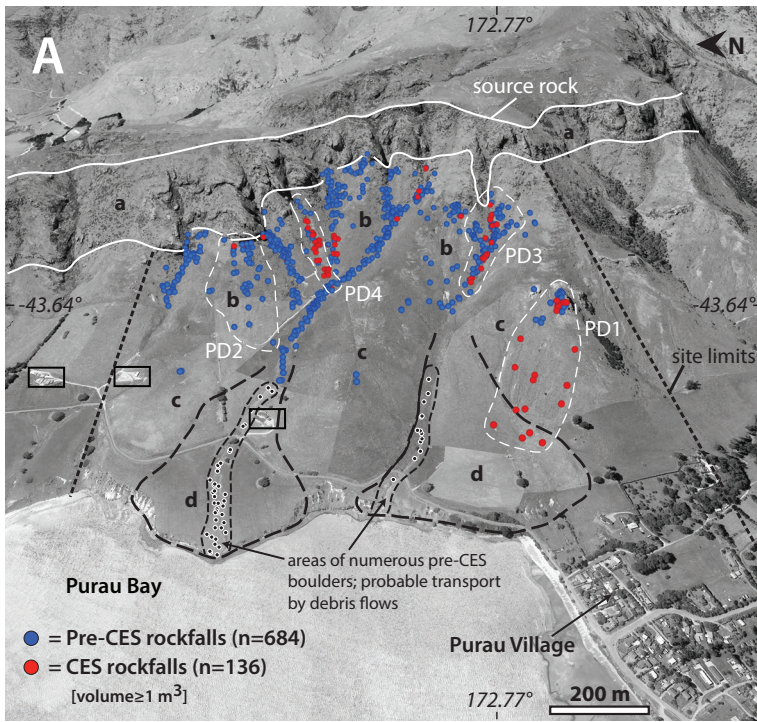 A
172.77°
N
source rock
a
a
b
b
b
PD3
PD4
-43.64°
-43.64°
PD2
c
PD1
c
c
site limits
d
d
areas of numerous pre-CES
boulders; probable transport
by debris flows
Purau Bay
= Pre-CES rockfalls (n=684)
Purau Village
= CES rockfalls (n=136)
[volume≥1 m³]
172.77°
200 m